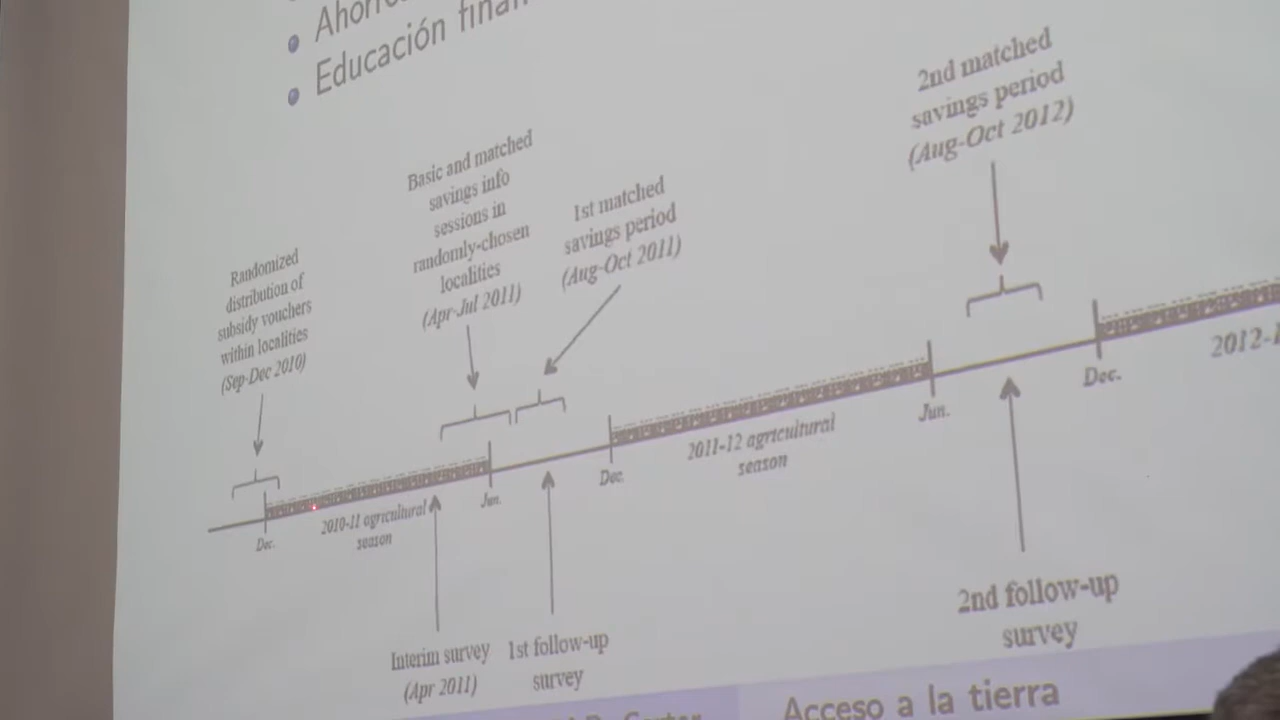 Educación
2nd matched
savings period
(Aug-Oct 2012)
Basic and matched
savings info
sessions in
randomly-chosen
localities
(Apr-Jul 2011)
1st matched
savings period
(Aug-Oct 2011)
Randomized
distribution of
subsidy vouchers
within localities
(Sep-Dec 2010)
Dec.
2010-11 agricultural
season
Jun.
Dec.
2011-12 agricultural
season
Jun.
Dec.
Interim survey
(Apr 2011)
1st follow-up
survey
2nd follow-up
survey
Acceso a la tierra